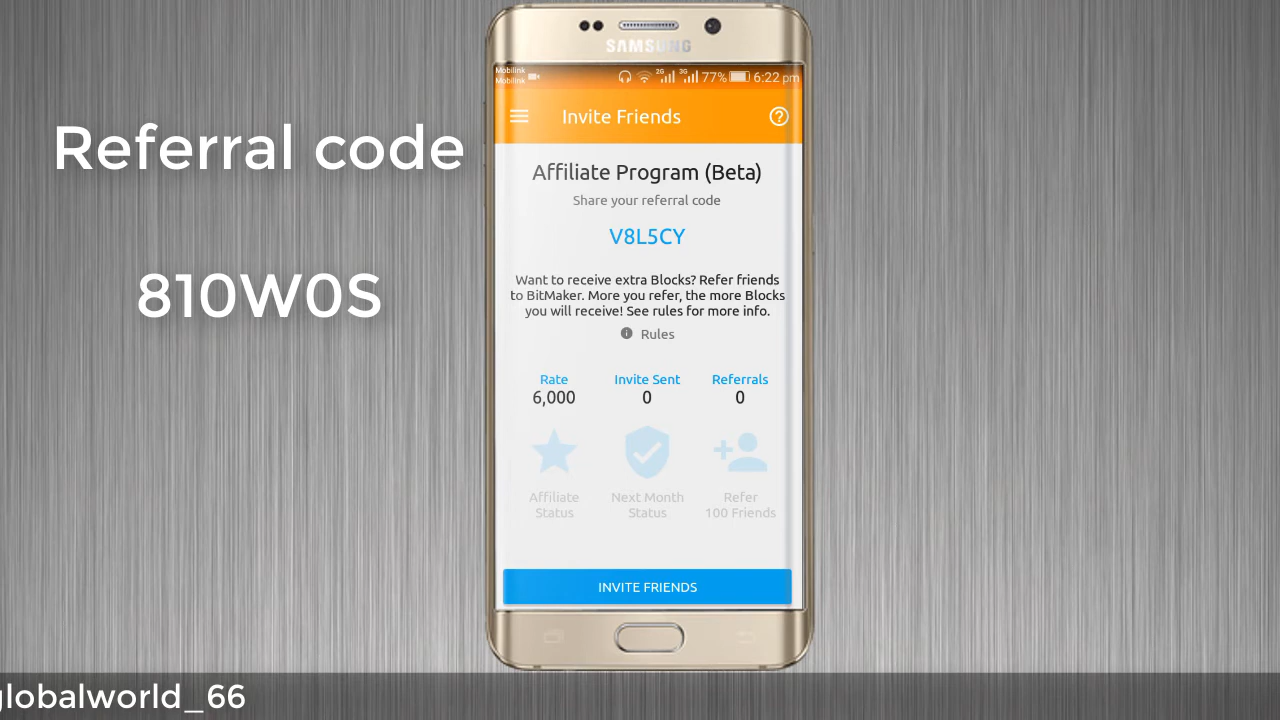 Referral code
810W0S
SAMSUNG
Mobilink
Mobilink
2G 3G 77% 6:22 pm
Invite Friends
Affiliate Program (Beta)
Share your referral code
V8L5CY
Want to receive extra Blocks? Refer friends
to BitMaker. More you refer, the more Blocks
you will receive! See rules for more info.
Rules
Rate Invite Sent Referrals
6,000 0 0
Affiliate Next Month Refer
Status Status 100 Friends
INVITE FRIENDS
globalworld_66